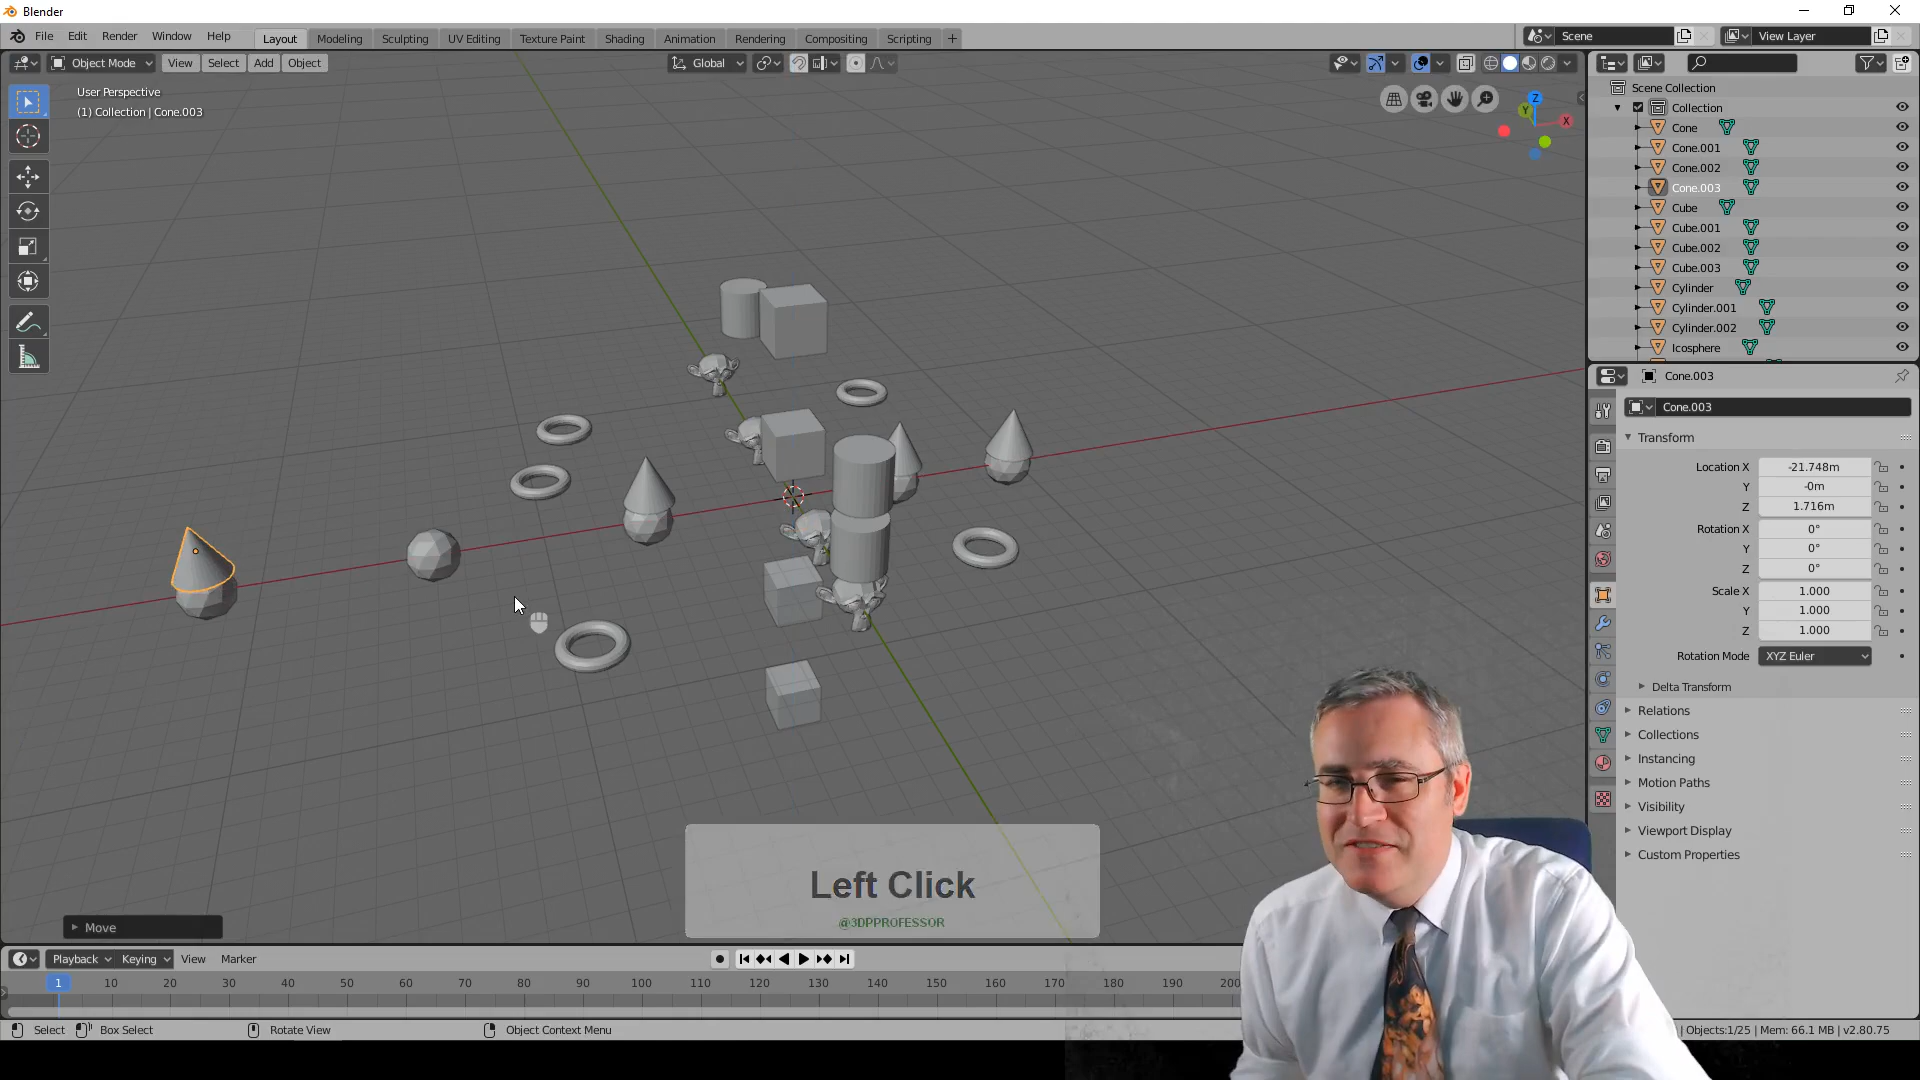 Blender
File Edit Render Window Help
Layout Modeling Sculpting UV Editing Texture Paint Shading Animation Rendering Compositing Scripting +
Scene
View Layer
Object Mode View Select Add Object
Global
User Perspective
(1) Collection | Cone.003
Z
Y
X
Scene Collection
Collection
Cone
Cone.001
Cone.002
Cone.003
Cube
Cube.001
Cube.002
Cube.003
Cylinder
Cylinder.001
Cylinder.002
Icosphere
Cone.003
Cone.003
Transform
Location X -21.748m
Y -0m
Z 1.716m
Rotation X 0°
Y 0°
Z 0°
Scale X 1.000
Y 1.000
Z 1.000
Rotation Mode XYZ Euler
Delta Transform
Relations
Collections
Instancing
Motion Paths
Visibility
Viewport Display
Custom Properties
Left Click
@3DPPROFESSOR
Move
Playback Keying View Marker
1 10 20 30 40 50 60 70 80 90 100 110 120 130 140 150 160 170 180 190 200
Select Box Select Rotate View Object Context Menu
| Objects:1/25 | Mem: 66.1 MB | v2.80.75